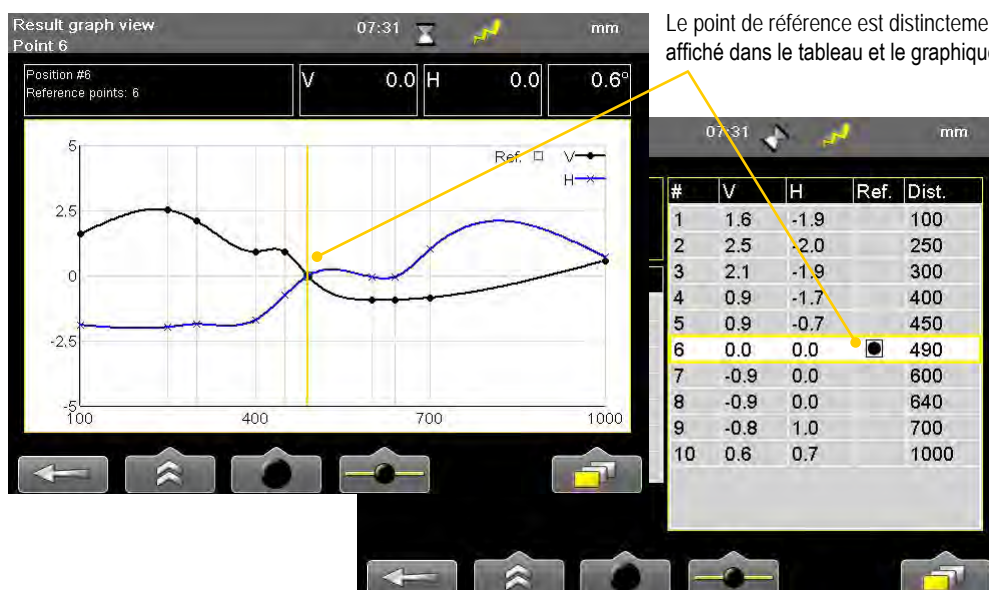 Result graph view 07:31 mm
Point 6
Le point de référence est distinctement
affiché dans le tableau et le graphique
Position #6
Reference points: 6
V 0.0 H 0.0 0.6°
Ref. V
H
5
2.5
0
-2.5
-5
100 400 700 1000
07:31 mm
# V H Ref. Dist.
1 1.6 -1.9 100
2 2.5 -2.0 250
3 2.1 -1.9 300
4 0.9 -1.7 400
5 0.9 -0.7 450
6 0.0 0.0 490
7 -0.9 0.0 600
8 -0.9 0.0 640
9 -0.8 1.0 700
10 0.6 0.7 1000